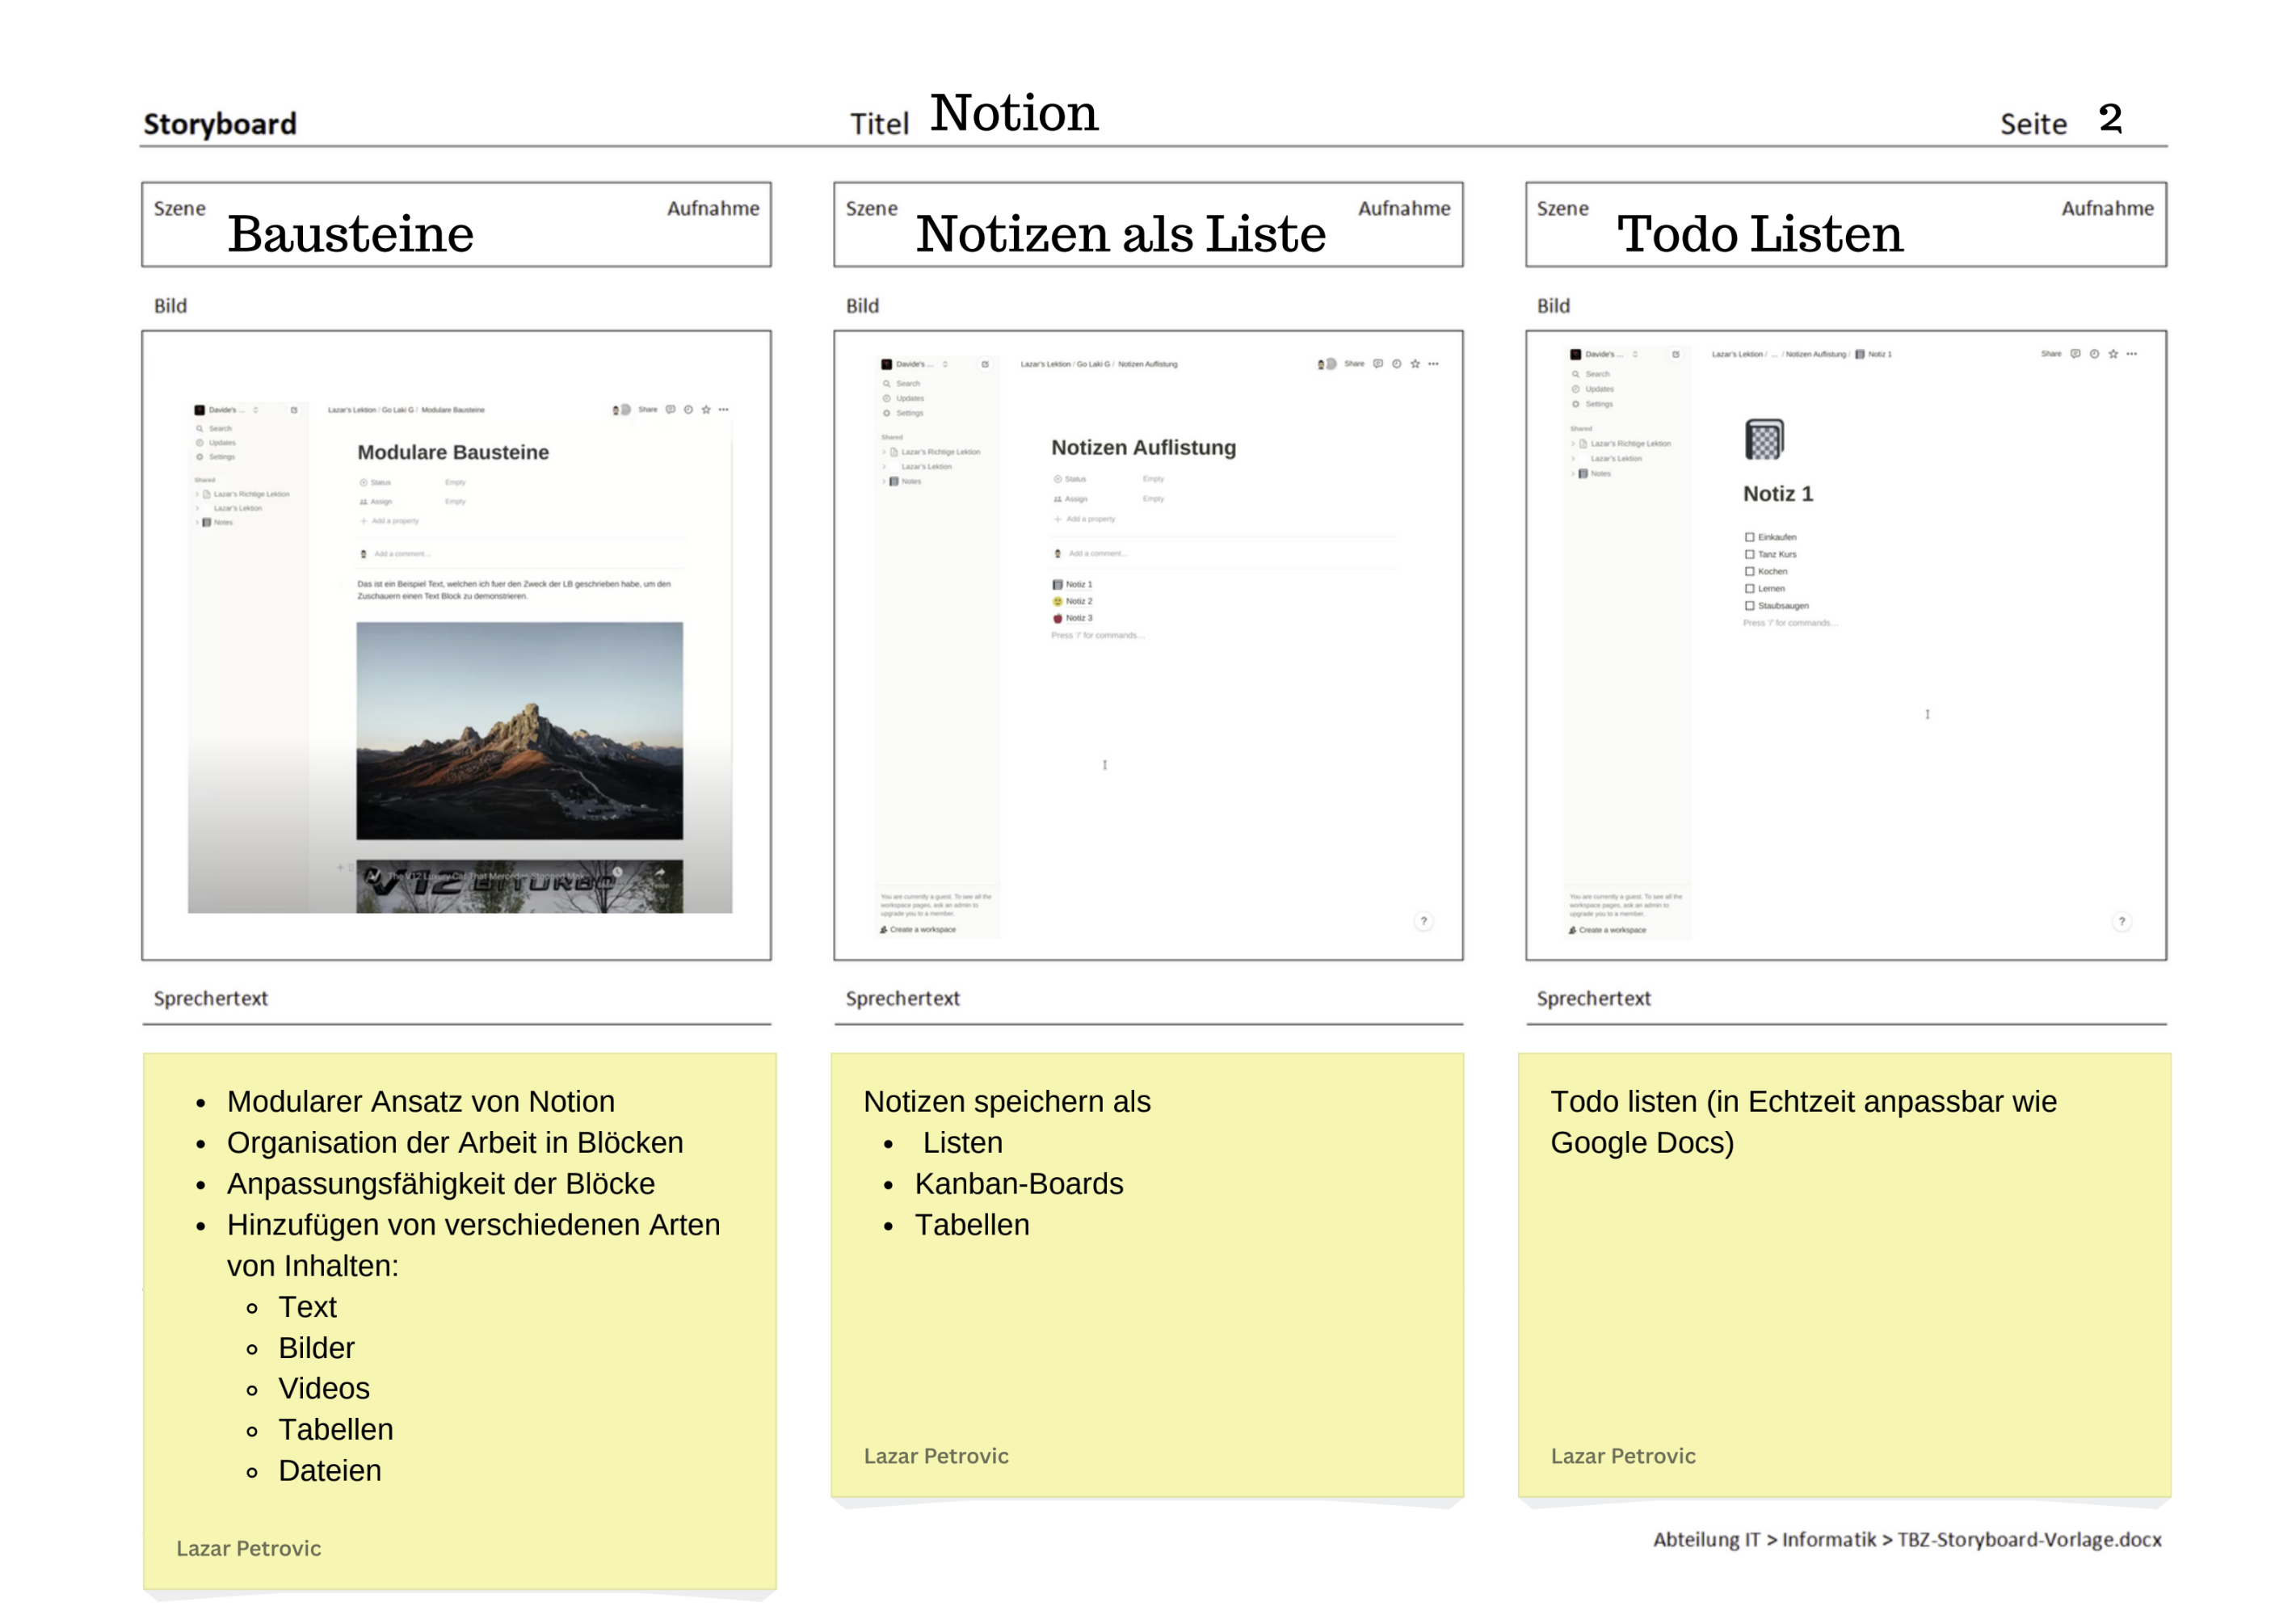 Storyboard
Titel Notion
Seite 2
Szene Bausteine Aufnahme
Bild
Davide's ...
Search
Updates
Settings
Shared
Lazar's Richtige Lektion
Lazar's Lektion
Notes
Lazar's Lektion / Go Laki G / Modulare Bausteine
Share
Modulare Bausteine
Status Empty
Assign Empty
Add a property
Add a comment...
Das ist ein Beispiel Text, welchen ich fuer den Zweck der LB geschrieben habe, um den
Zuschauern einen Text Block zu demonstrieren.
The V12 Luxury Car That Mercedes Stopped
V12 BITURBO
Sprechertext
• Modularer Ansatz von Notion
• Organisation der Arbeit in Blöcken
• Anpassungsfähigkeit der Blöcke
• Hinzufügen von verschiedenen Arten
von Inhalten:
◦ Text
◦ Bilder
◦ Videos
◦ Tabellen
◦ Dateien
Lazar Petrovic
Szene Notizen als Liste Aufnahme
Bild
Davide's ...
Search
Updates
Settings
Shared
Lazar's Richtige Lektion
Lazar's Lektion
Notes
Lazar's Lektion / Go Laki G / Notizen Auflistung
Share
Notizen Auflistung
Status Empty
Assign Empty
Add a property
Add a comment...
Notiz 1
Notiz 2
Notiz 3
Press '/' for commands...
You are currently a guest. To see all the
workspace pages, ask an admin to
upgrade you to a member.
Create a workspace
?
Sprechertext
Notizen speichern als
• Listen
• Kanban-Boards
• Tabellen
Lazar Petrovic
Szene Todo Listen Aufnahme
Bild
Davide's ...
Search
Updates
Settings
Shared
Lazar's Richtige Lektion
Lazar's Lektion
Notes
Lazar's Lektion / ... / Notizen Auflistung / Notiz 1
Share
Notiz 1
Einkaufen
Tanz Kurs
Kochen
Lernen
Staubsaugen
Press '/' for commands...
You are currently a guest. To see all the
workspace pages, ask an admin to
upgrade you to a member.
Create a workspace
?
Sprechertext
Todo listen (in Echtzeit anpassbar wie
Google Docs)
Lazar Petrovic
Abteilung IT > Informatik > TBZ-Storyboard-Vorlage.docx